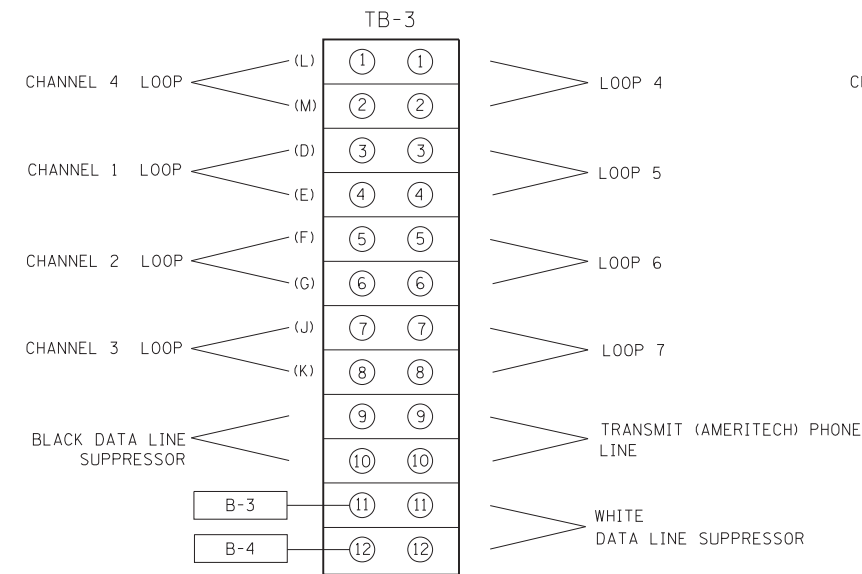 TB-3
CHANNEL 4 LOOP
(L) 1 1
(M) 2 2
LOOP 4
CHANNEL 1 LOOP
(D) 3 3
(E) 4 4
LOOP 5
CHANNEL 2 LOOP
(F) 5 5
(G) 6 6
LOOP 6
CHANNEL 3 LOOP
(J) 7 7
(K) 8 8
LOOP 7
BLACK DATA LINE
SUPPRESSOR
9 9
10 10
TRANSMIT (AMERITECH) PHONE
LINE
B-3 11 11
B-4 12 12
WHITE
DATA LINE SUPPRESSOR